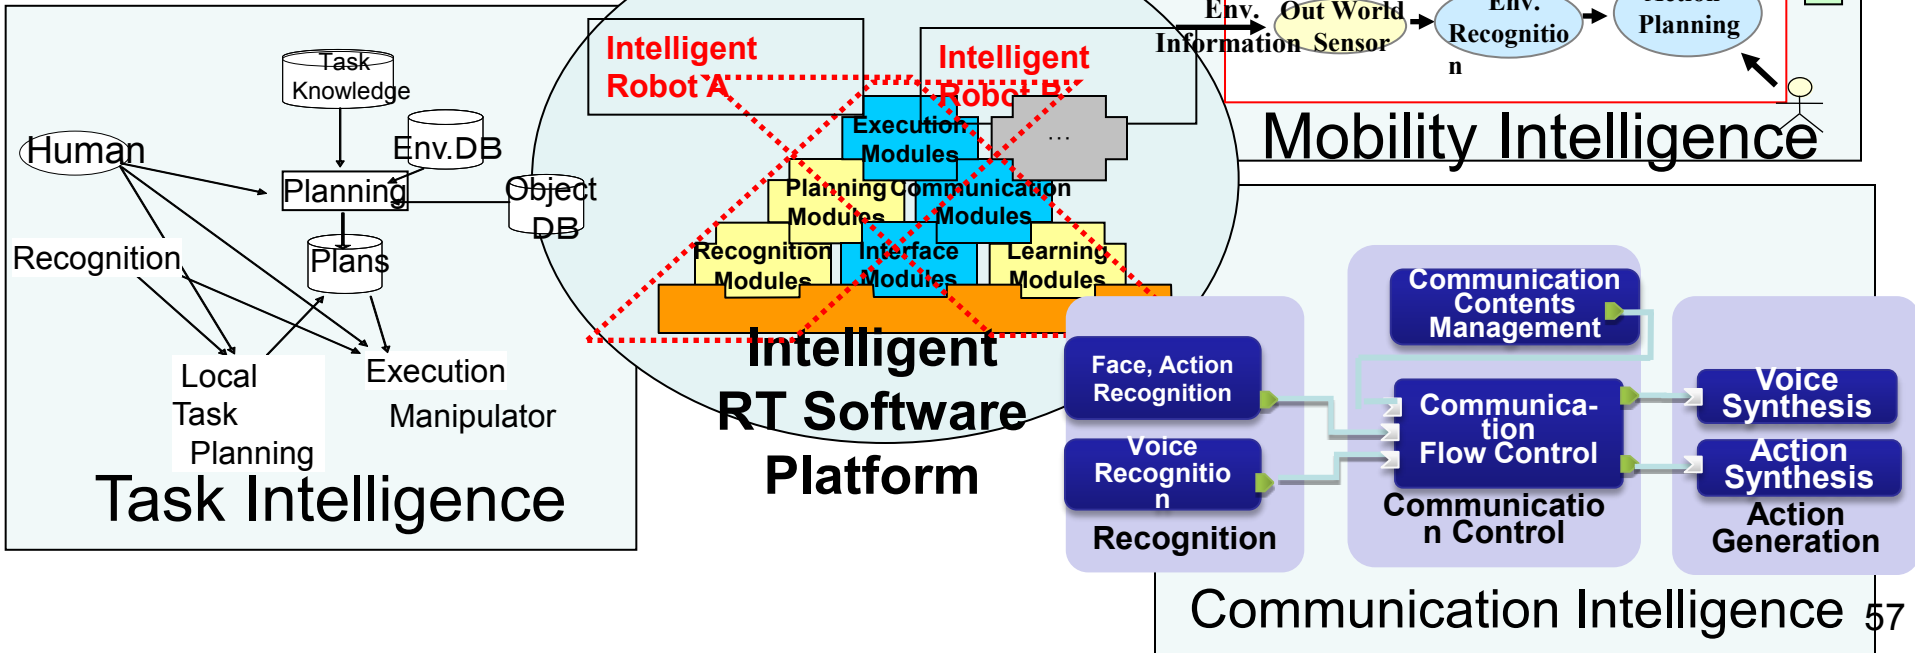 Task
Knowledge
Human
Env.DB
Planning
Object
DB
Recognition
Plans
Local
Task
Planning
Execution
Manipulator
Task Intelligence
Intelligent
Robot A
Intelligent
Robot B
Execution
Modules
...
Planning
Modules
Communication
Modules
Recognition
Modules
Interface
Modules
Learning
Modules
Intelligent
RT Software
Platform
Env.
Information
Out World
Sensor
Env.
Recognitio
n
Planning
Mobility Intelligence
Face, Action
Recognition
Voice
Recognitio
n
Recognition
Communication
Contents
Management
Communica-
tion
Flow Control
Communicatio
n Control
Voice
Synthesis
Action
Synthesis
Action
Generation
Communication Intelligence
57